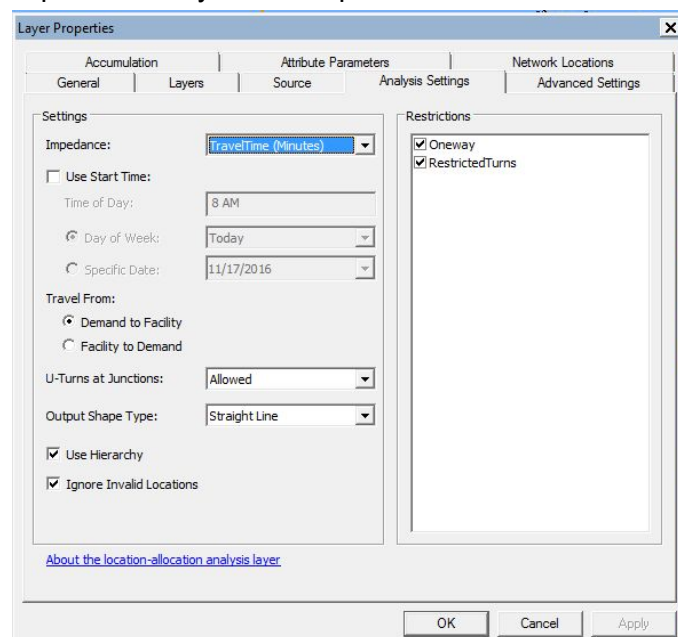 Layer Properties
Accumulation Attribute Parameters Network Locations
General Layers Source Analysis Settings Advanced Settings
Settings
Impedance: TravelTime (Minutes)
Use Start Time:
Time of Day: 8 AM
Day of Week: Today
Specific Date: 11/17/2016
Travel From:
Demand to Facility
Facility to Demand
U-Turns at Junctions: Allowed
Output Shape Type: Straight Line
Use Hierarchy
Ignore Invalid Locations
Restrictions
Oneway
RestrictedTurns
About the location-allocation analysis layer
OK Cancel Apply